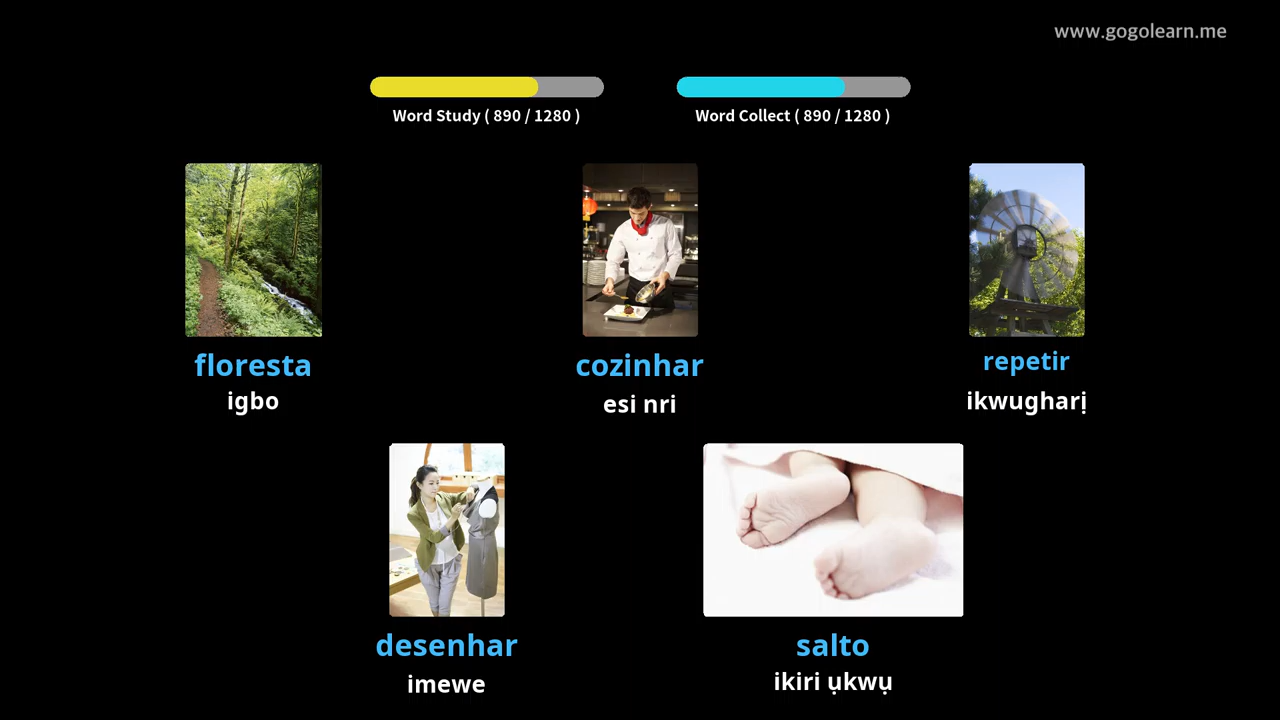 www.gogolearn.me
Word Study ( 890 / 1280 )
Word Collect ( 890 / 1280 )
floresta
igbo
cozinhar
esi nri
repetir
ikwugharị
desenhar
imewe
salto
ikiri ụkwụ